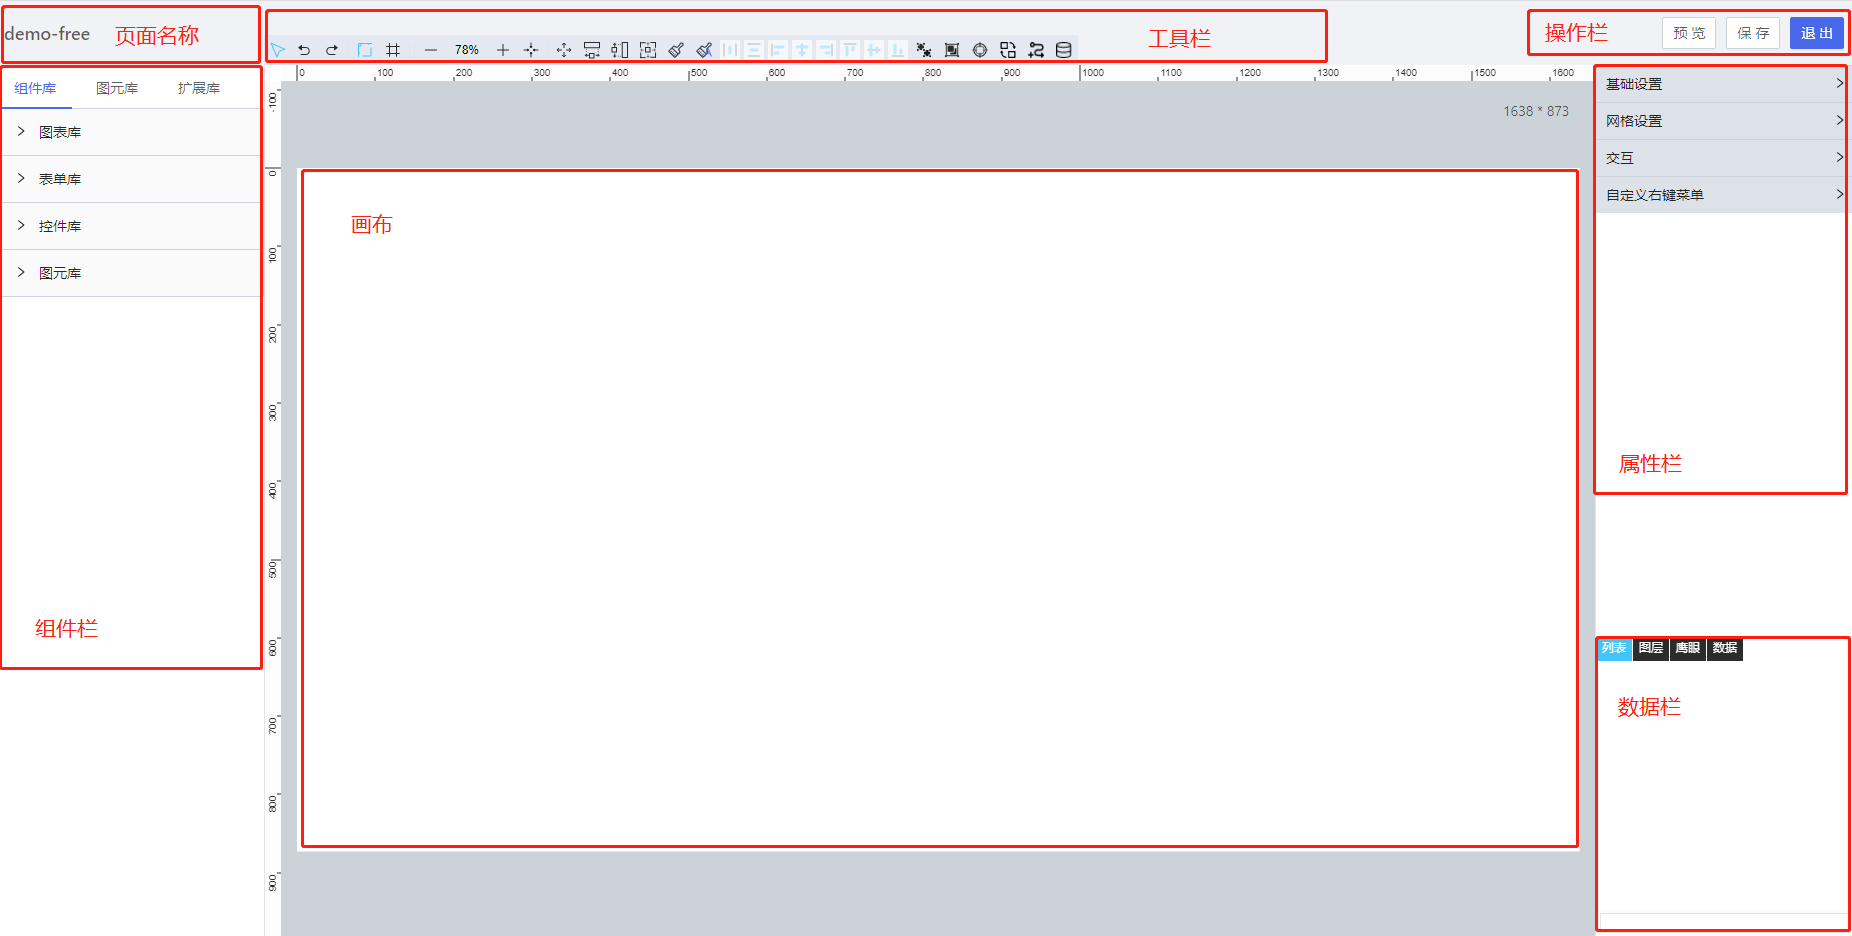 demo-free
页面名称
78%
工具栏
操作栏
预 览
保 存
退 出
组件库 图元库 扩展库
图表库
表单库
控件库
图元库
组件栏
0 100 200 300 400 500 600 700 800 900 1000 1100 1200 1300 1400 1500 1600
-100
0
100
200
300
400
500
600
700
800
900
1638 * 873
画布
基础设置
网格设置
交互
自定义右键菜单
属性栏
列表 图层 鹰眼 数据
数据栏